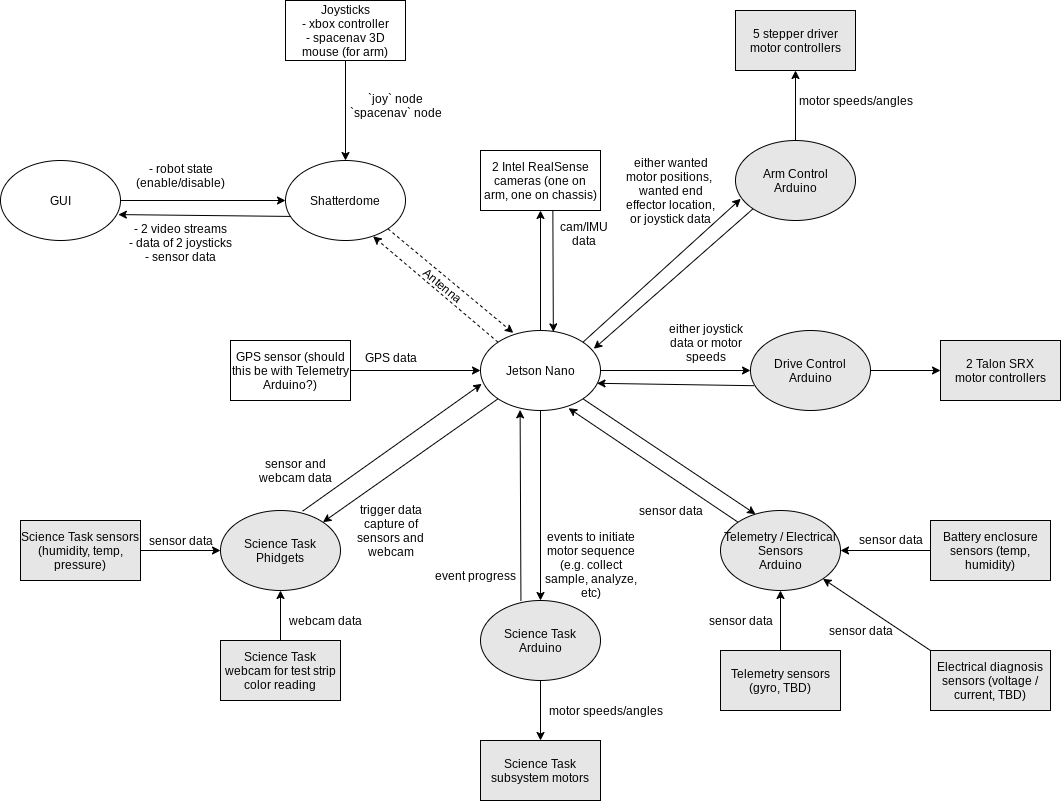 Joysticks
- xbox controller
- spacenav 3D
mouse (for arm)
5 stepper driver
motor controllers
`joy` node
`spacenav` node
motor speeds/angles
- robot state
(enable/disable)
GUI
Shatterdome
- 2 video streams
- data of 2 joysticks
- sensor data
2 Intel RealSense
cameras (one on
arm, one on chassis)
cam/IMU
data
either wanted
motor positions,
wanted end
effector location,
or joystick data
Arm Control
Arduino
Antenna
GPS sensor (should
this be with Telemetry
Arduino?)
GPS data
Jetson Nano
either joystick
data or motor
speeds
Drive Control
Arduino
2 Talon SRX
motor controllers
sensor and
webcam data
trigger data
capture of
sensors and
webcam
Science Task sensors
(humidity, temp,
pressure)
sensor data
Science Task
Phidgets
webcam data
Science Task
webcam for test strip
color reading
event progress
events to initiate
motor sequence
(e.g. collect
sample, analyze,
etc)
Science Task
Arduino
motor speeds/angles
Science Task
subsystem motors
sensor data
Telemetry / Electrical
Sensors
Arduino
sensor data
Battery enclosure
sensors (temp,
humidity)
sensor data
sensor data
Telemetry sensors
(gyro, TBD)
Electrical diagnosis
sensors (voltage /
current, TBD)